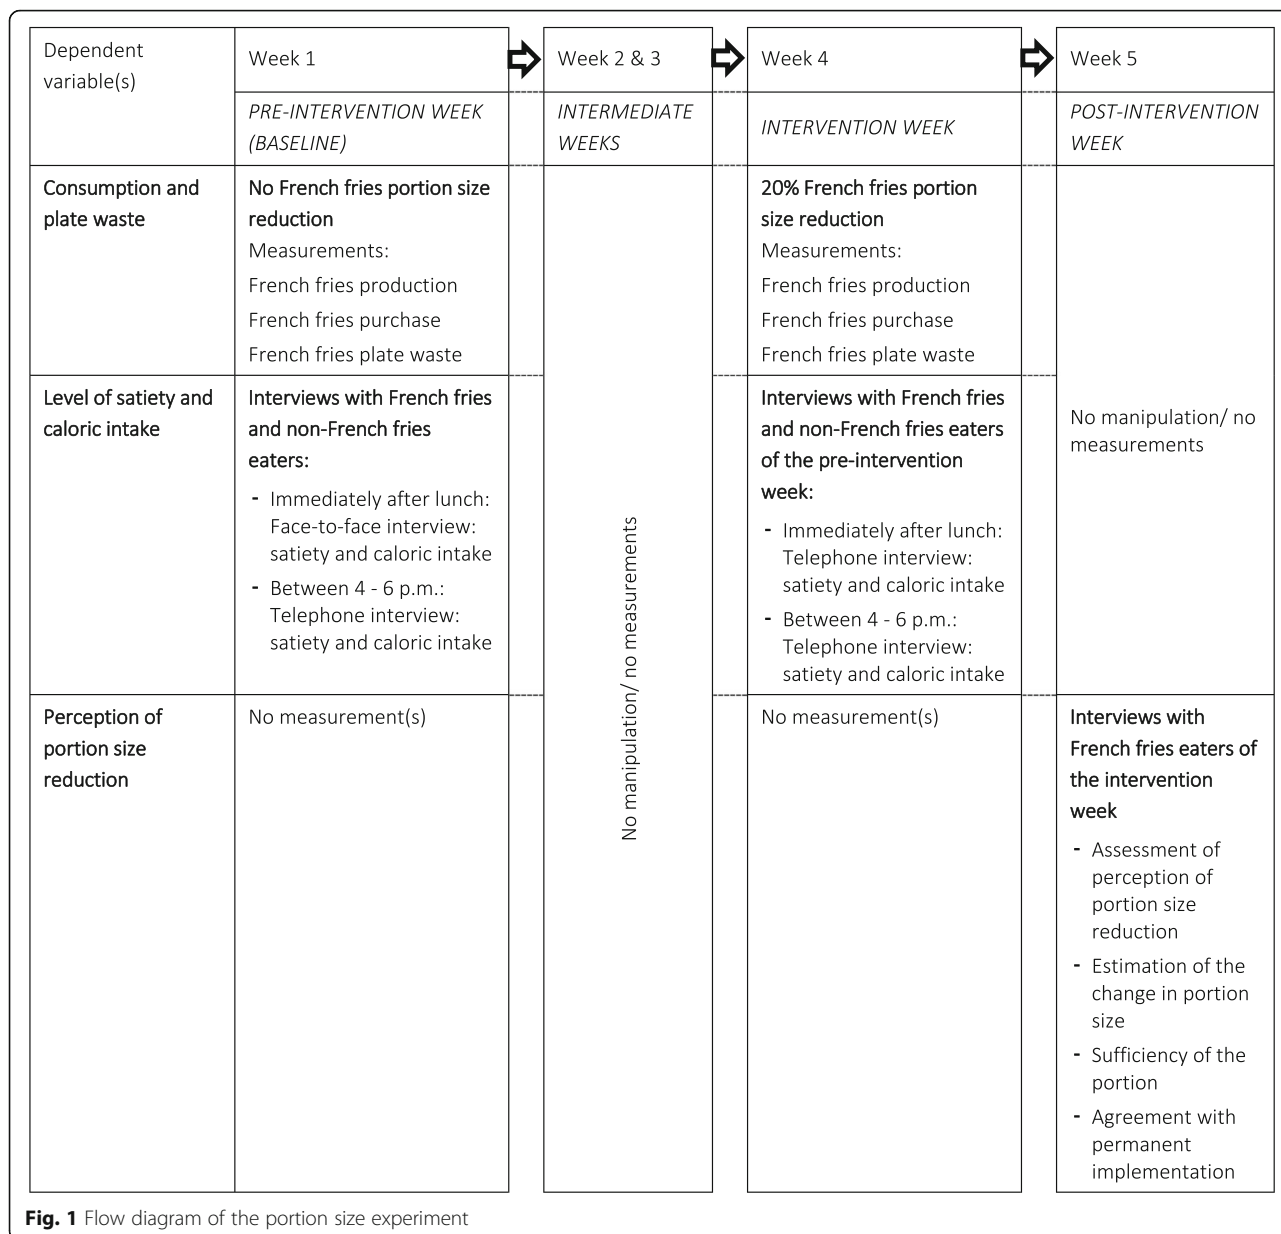 Dependent
variable(s)
Week 1
Week 2 & 3
Week 4
Week 5
PRE-INTERVENTION WEEK
(BASELINE)
INTERMEDIATE
WEEKS
INTERVENTION WEEK
POST-INTERVENTION
WEEK
Consumption and
plate waste
No French fries portion size
reduction
Measurements:
French fries production
French fries purchase
French fries plate waste
No manipulation/ no measurements
20% French fries portion
size reduction
Measurements:
French fries production
French fries purchase
French fries plate waste
No manipulation/ no
measurements
Level of satiety and
caloric intake
Interviews with French fries
and non-French fries
eaters:
- Immediately after lunch:
Face-to-face interview:
satiety and caloric intake
- Between 4 - 6 p.m.:
Telephone interview:
satiety and caloric intake
Interviews with French fries
and non-French fries eaters
of the pre-intervention
week:
- Immediately after lunch:
Telephone interview:
satiety and caloric intake
- Between 4 - 6 p.m.:
Telephone interview:
satiety and caloric intake
Perception of
portion size
reduction
No measurement(s)
No measurement(s)
Interviews with
French fries eaters of
the intervention
week
- Assessment of
perception of
portion size
reduction
- Estimation of the
change in portion
size
- Sufficiency of the
portion
- Agreement with
permanent
implementation
Fig. 1 Flow diagram of the portion size experiment